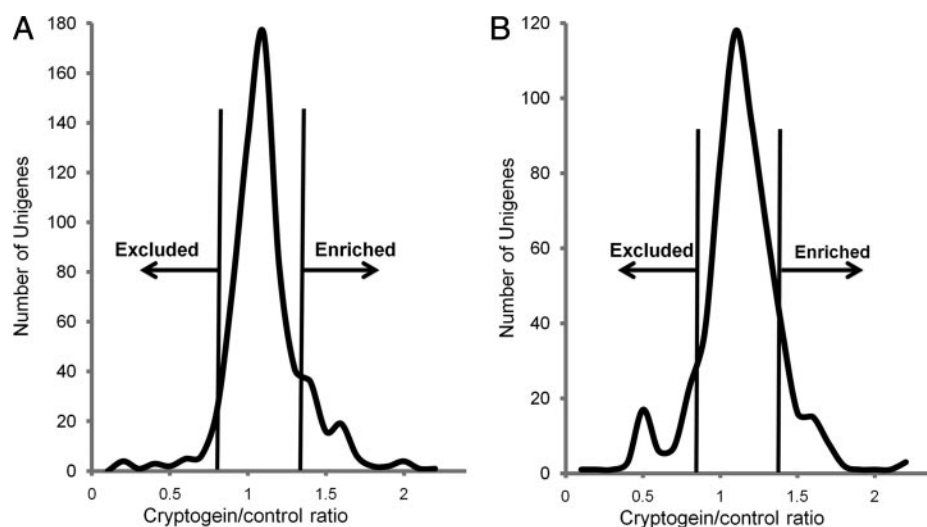 A
180
160
140
120
100
80
60
40
20
0
Number of Unigenes
Excluded
Enriched
0 0.5 1 1.5 2
Cryptogein/control ratio
B
120
100
80
60
40
20
0
Number of Unigenes
Excluded
Enriched
0 0.5 1 1.5 2
Cryptogein/control ratio